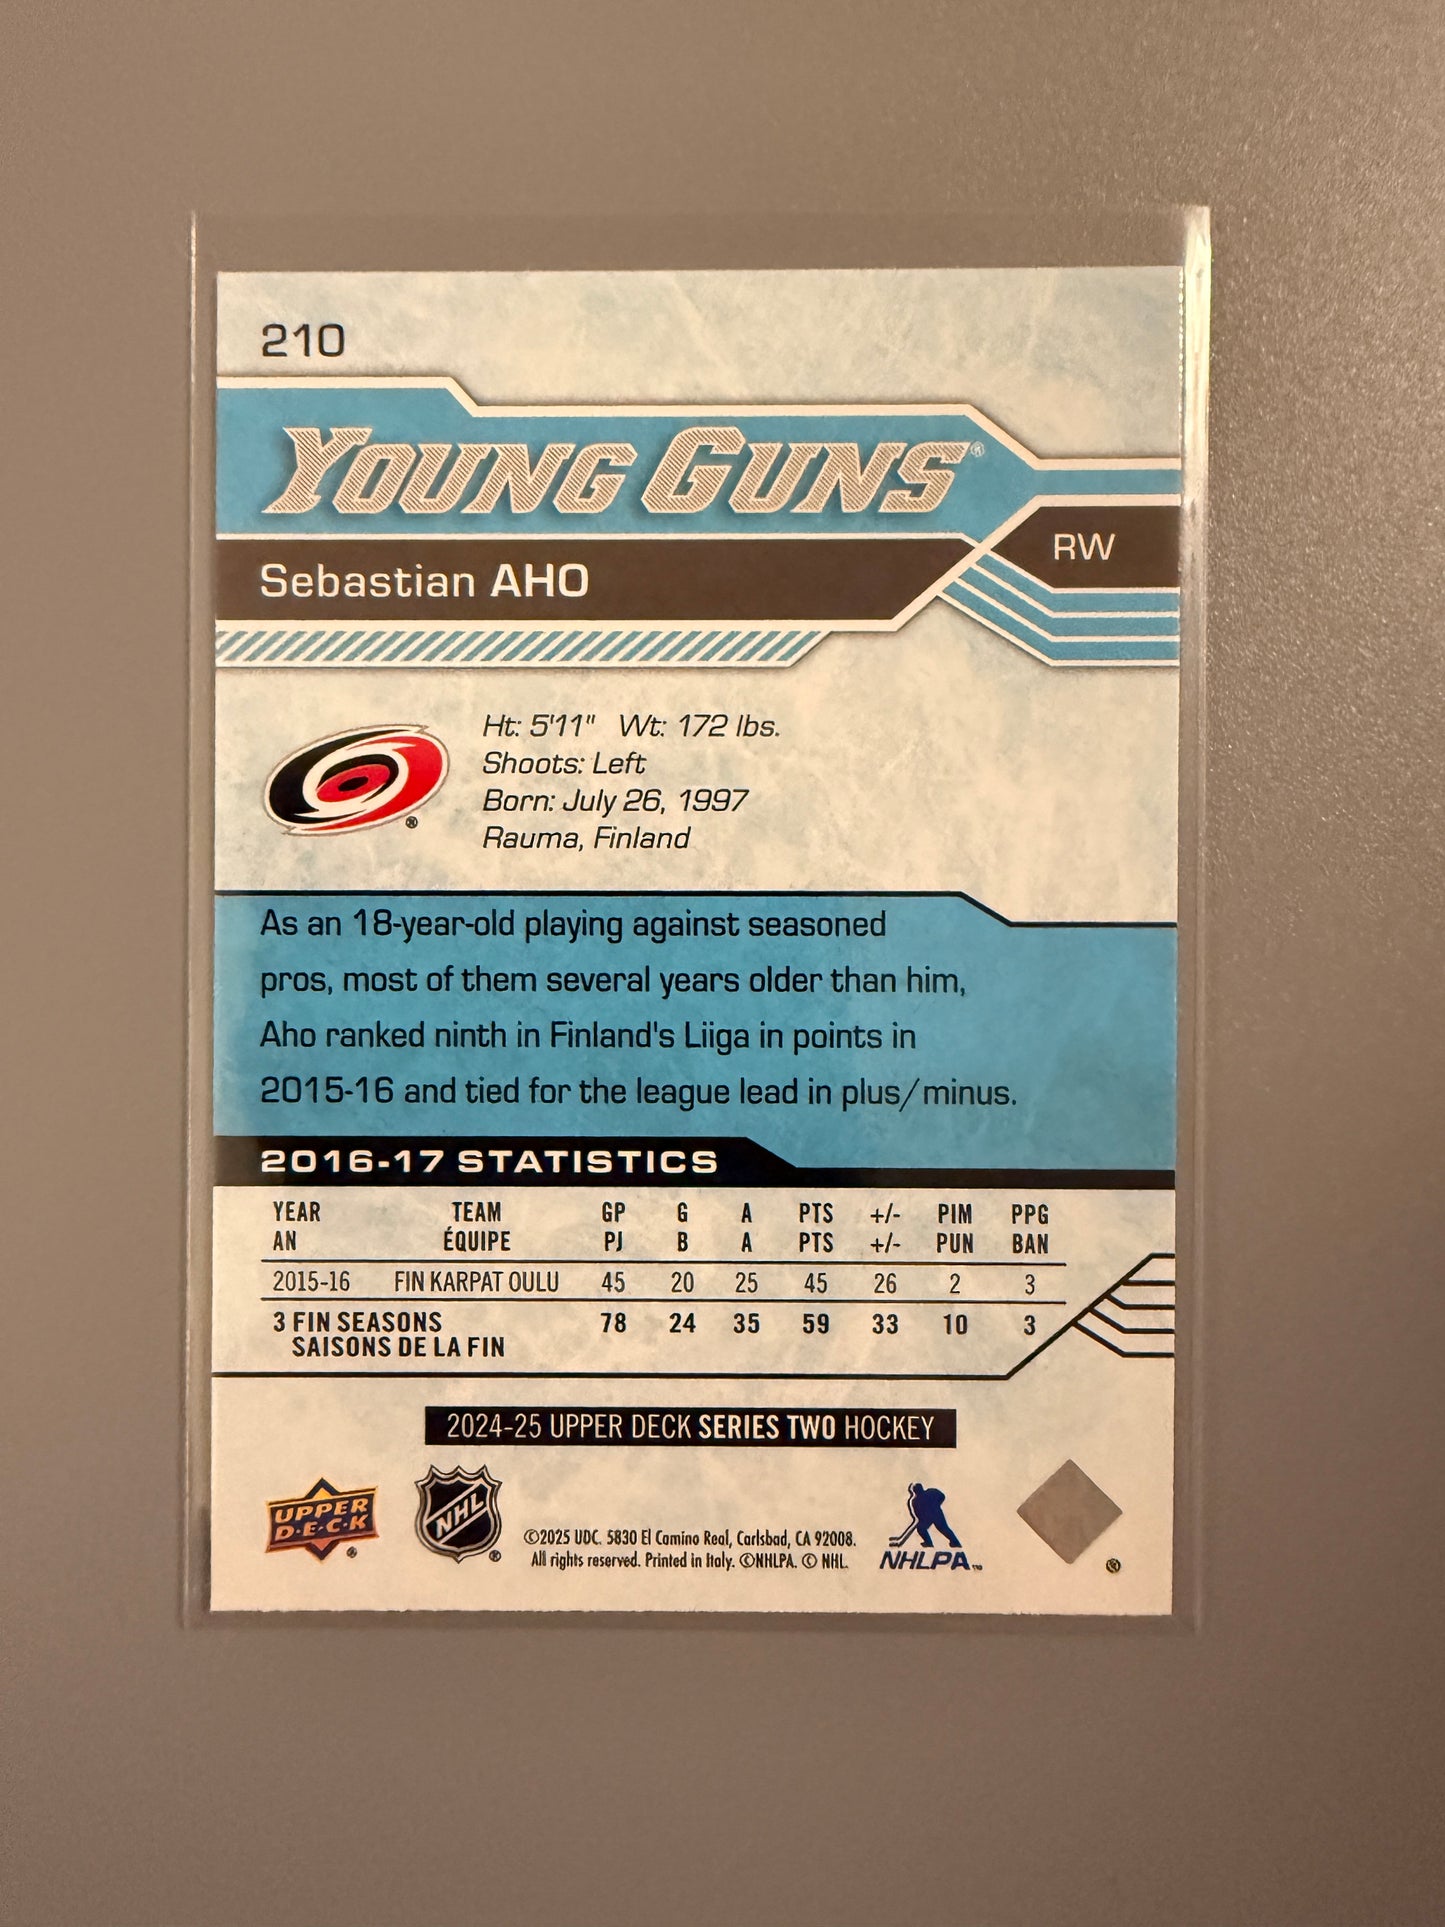 210
YOUNG GUNS®
RW
Sebastian AHO
Ht: 5'11" Wt: 172 lbs.
Shoots: Left
Born: July 26, 1997
Rauma, Finland
®
As an 18-year-old playing against seasoned
pros, most of them several years older than him,
Aho ranked ninth in Finland's Liiga in points in
2015-16 and tied for the league lead in plus/minus.
2016-17 STATISTICS
YEAR TEAM GP G A PTS +/- PIM PPG
AN ÉQUIPE PJ B A PTS +/- PUN BAN
2015-16 FIN KARPAT OULU 45 20 25 45 26 2 3
3 FIN SEASONS 78 24 35 59 33 10 3
SAISONS DE LA FIN
2024-25 UPPER DECK SERIES TWO HOCKEY
UPPER
D·E·C·K ®
NHL ®
©2025 UDC. 5830 El Camino Real, Carlsbad, CA 92008.
All rights reserved. Printed in Italy. ©NHLPA. © NHL.
NHLPA™
®